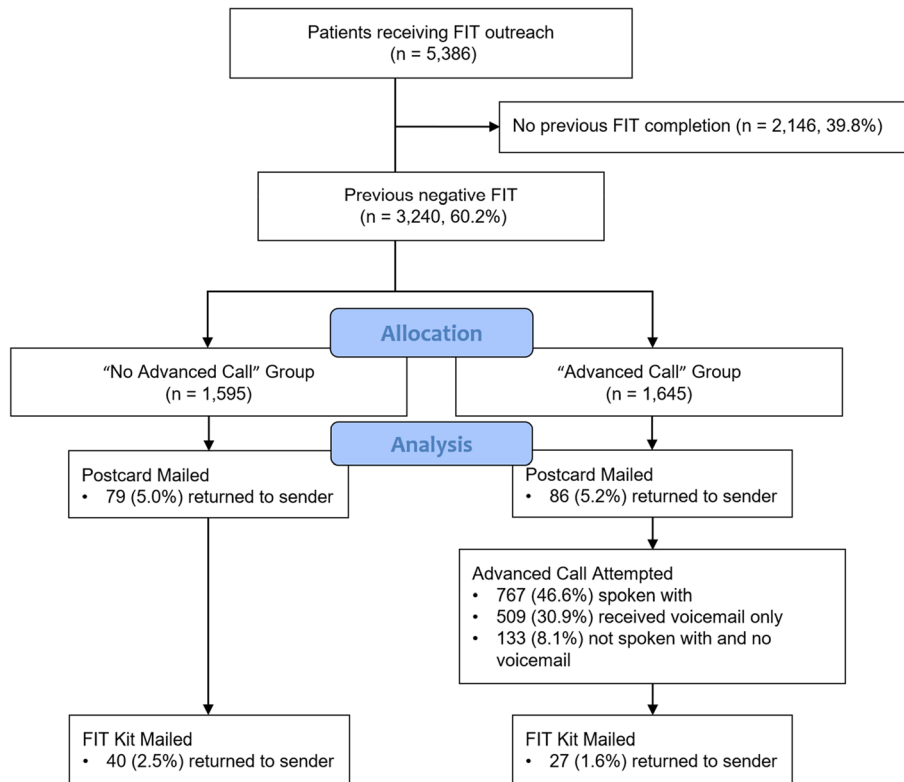 Patients receiving FIT outreach
(n = 5,386)
No previous FIT completion (n = 2,146, 39.8%)
Previous negative FIT
(n = 3,240, 60.2%)
Allocation
“No Advanced Call” Group
(n = 1,595)
“Advanced Call” Group
(n = 1,645)
Analysis
Postcard Mailed
• 79 (5.0%) returned to sender
Postcard Mailed
• 86 (5.2%) returned to sender
Advanced Call Attempted
• 767 (46.6%) spoken with
• 509 (30.9%) received voicemail only
• 133 (8.1%) not spoken with and no
voicemail
FIT Kit Mailed
• 40 (2.5%) returned to sender
FIT Kit Mailed
• 27 (1.6%) returned to sender